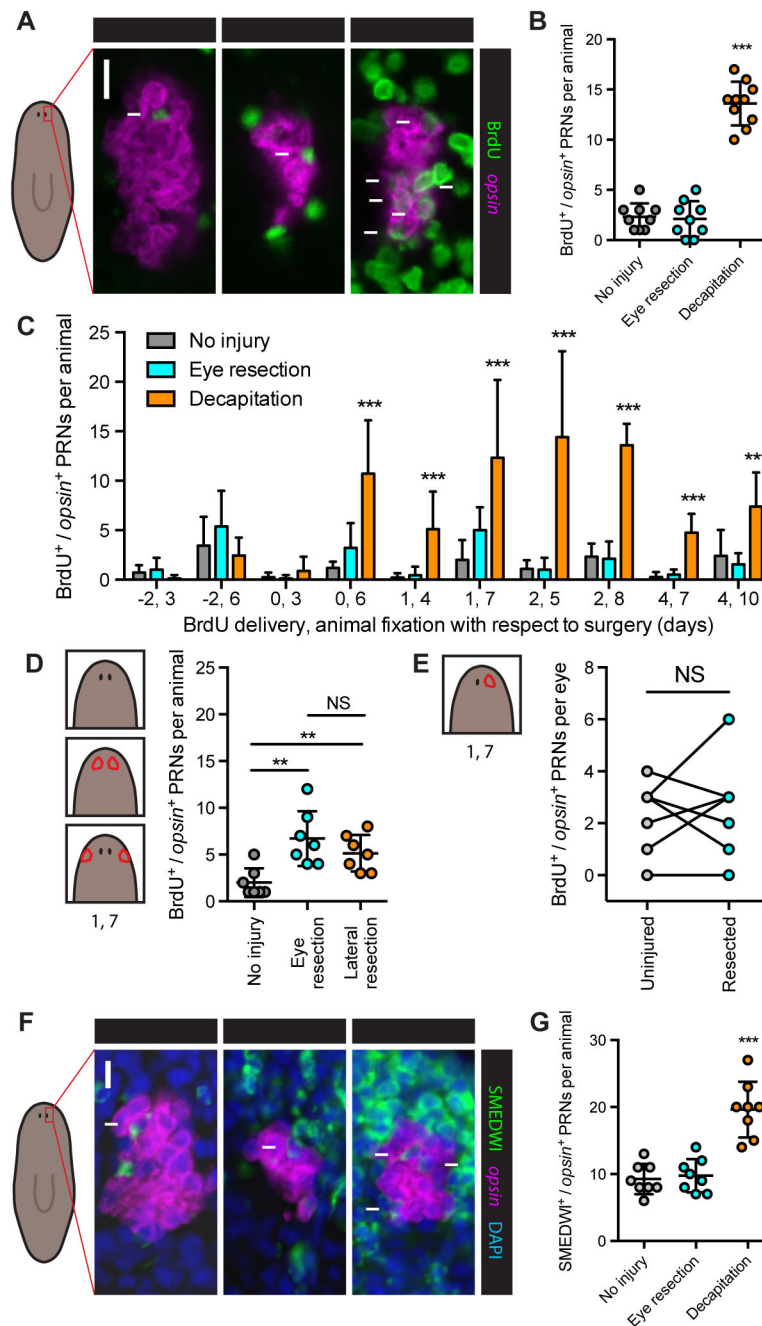 A
BrdU opsin
B
BrdU⁺ / opsin⁺ PRNs per animal
20
15
10
5
0
***
No injury
Eye resection
Decapitation
C
BrdU⁺ / opsin⁺ PRNs per animal
25
20
15
10
5
0
No injury
Eye resection
Decapitation
***
***
***
***
***
***
***
-2, 3
-2, 6
0, 3
0, 6
1, 4
1, 7
2, 5
2, 8
4, 7
4, 10
BrdU delivery, animal fixation with respect to surgery (days)
D
1, 7
BrdU⁺ / opsin⁺ PRNs per animal
25
20
15
10
5
0
NS
**
**
No injury
Eye
resection
Lateral
resection
E
1, 7
BrdU⁺ / opsin⁺ PRNs per eye
8
6
4
2
0
NS
Uninjured
Resected
F
SMEDWI opsin DAPI
G
SMEDWI⁺ / opsin⁺ PRNs per animal
30
20
10
0
***
No injury
Eye resection
Decapitation